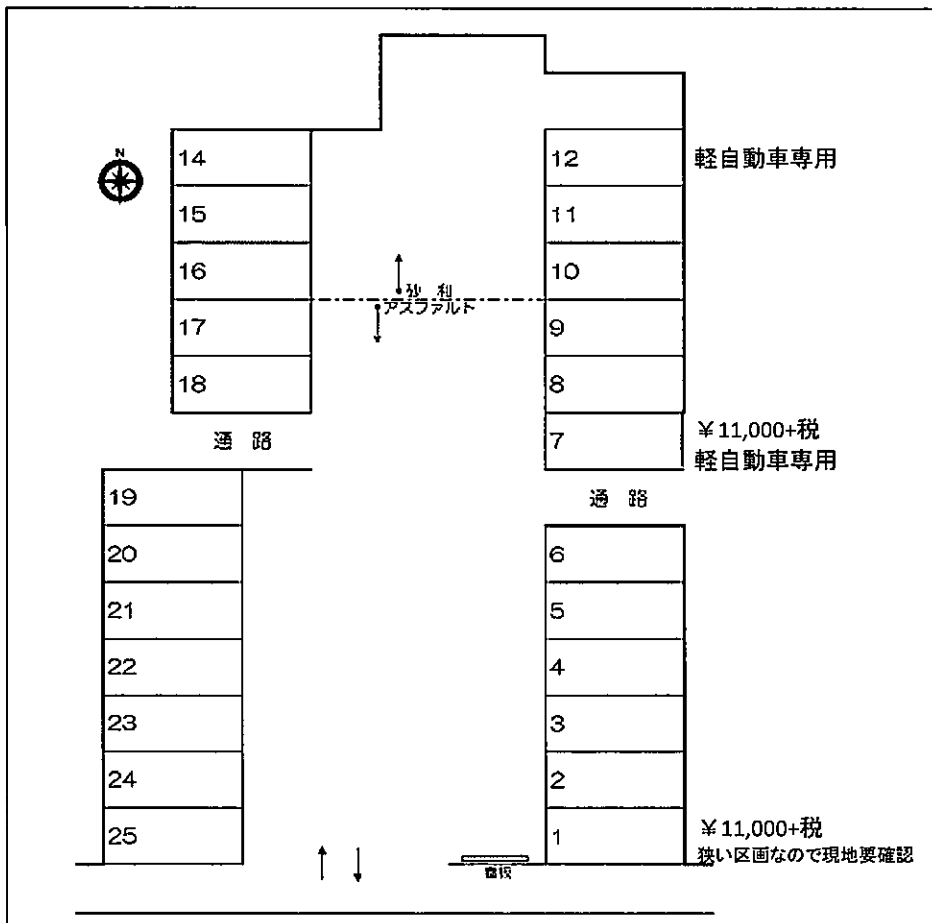 N
14
15
16
17
18
12 軽自動車専用
11
10
9
8
7 ￥11,000+税
軽自動車専用
砂 利
アスファルト
通 路
通 路
19
20
21
22
23
24
25
6
5
4
3
2
1 ￥11,000+税
狭い区画なので現地要確認
看板